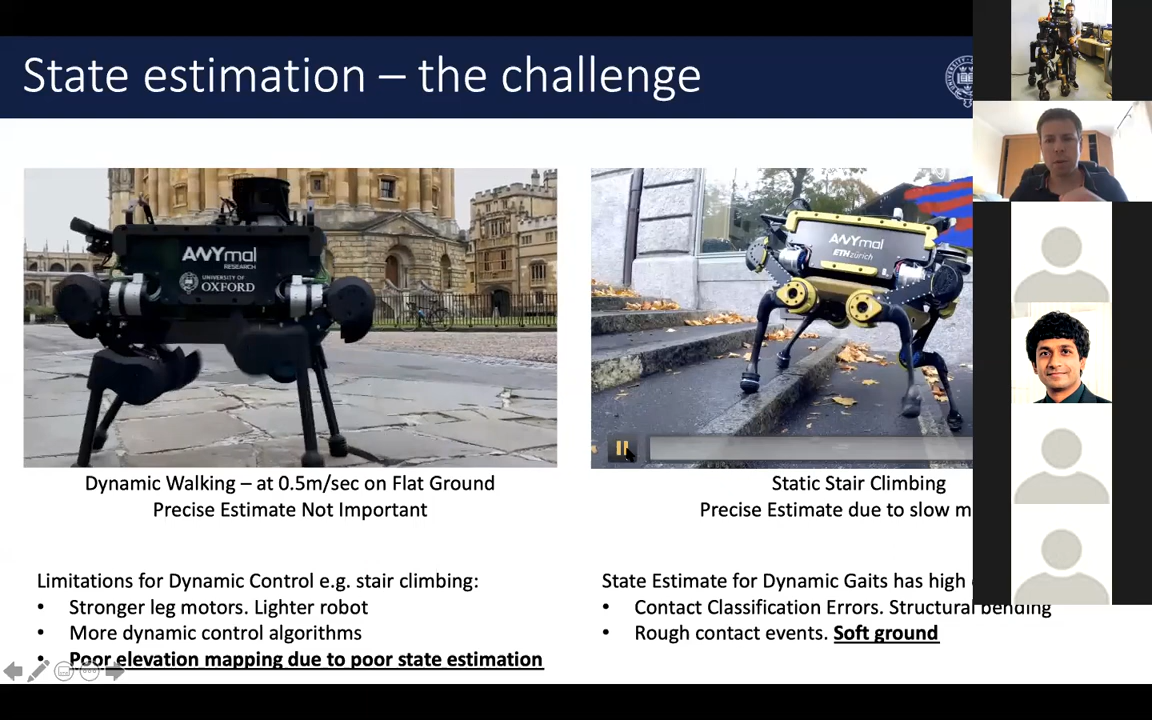 State estimation – the challenge
ANYmal
RESEARCH
UNIVERSITY OF
OXFORD
ANYmal
ETH zürich
Dynamic Walking – at 0.5m/sec on Flat Ground
Precise Estimate Not Important
Static Stair Climbing
Precise Estimate due to slow m
Limitations for Dynamic Control e.g. stair climbing:
• Stronger leg motors. Lighter robot
• More dynamic control algorithms
• Poor elevation mapping due to poor state estimation
State Estimate for Dynamic Gaits has high
• Contact Classification Errors. Structural bending
• Rough contact events. Soft ground